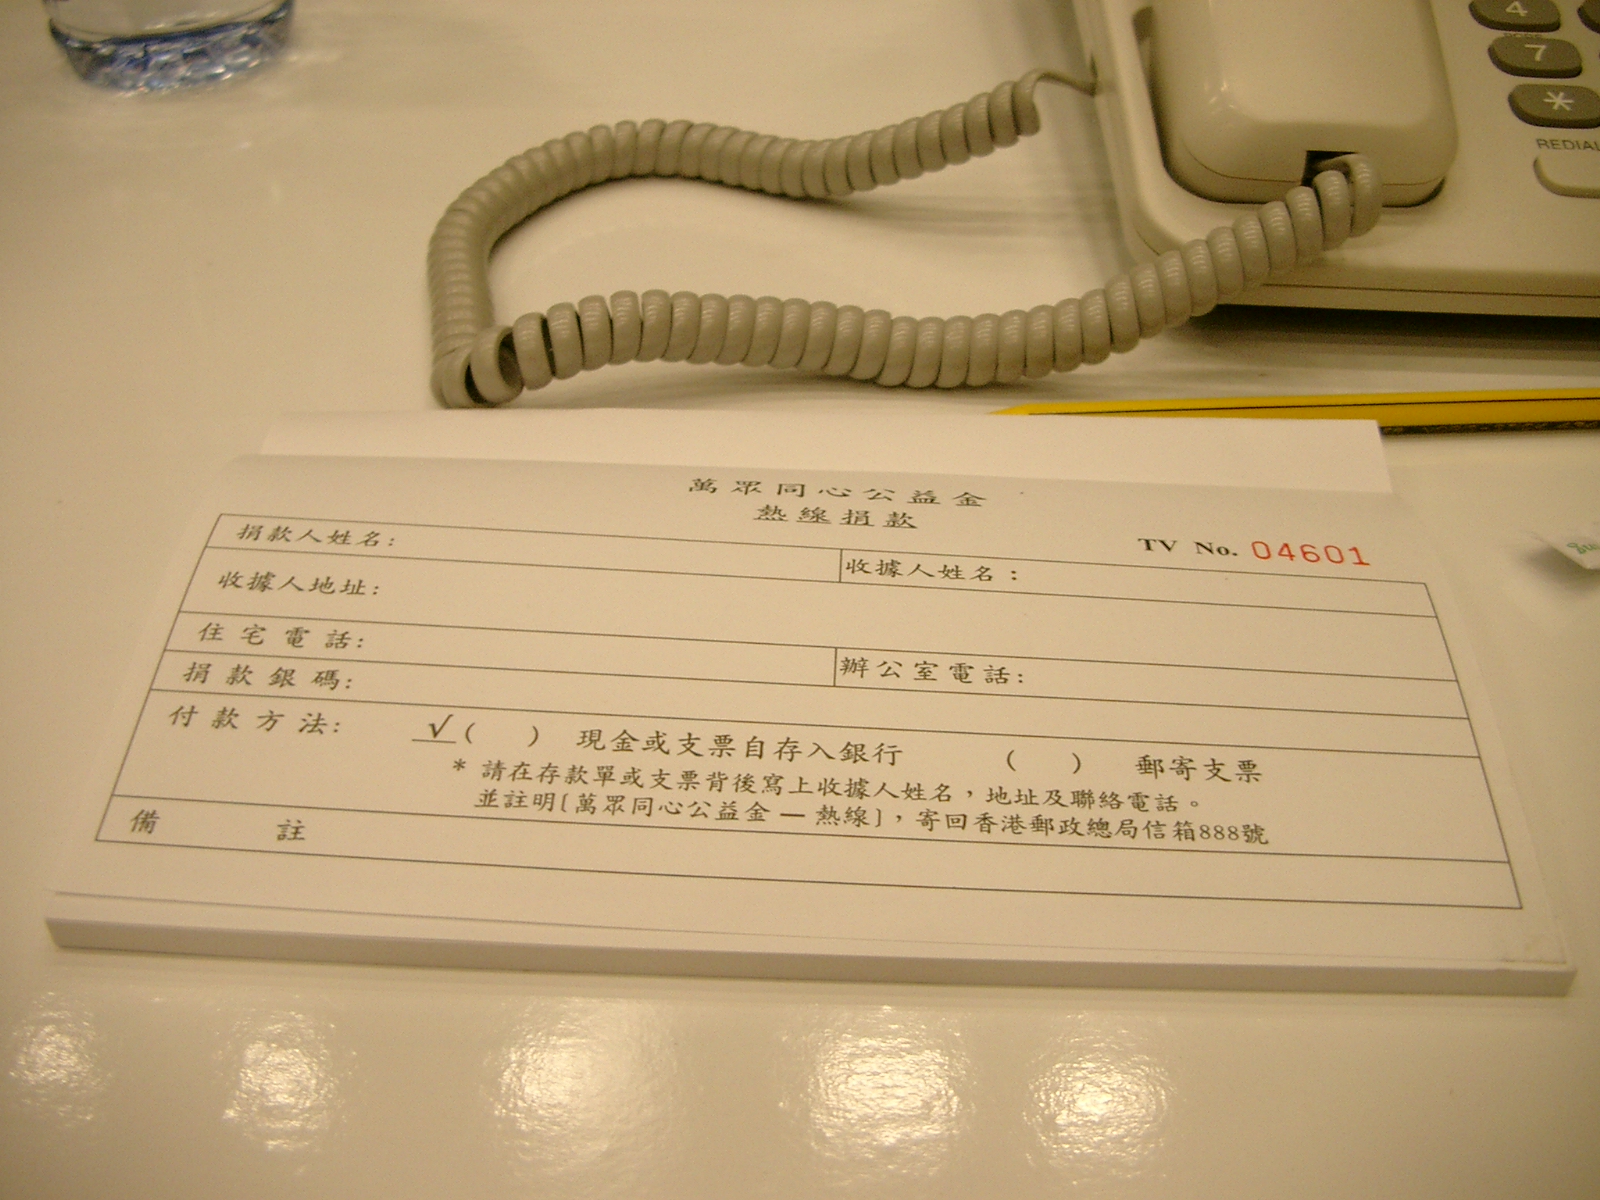 4
7
*
REDIAL
萬眾同心公益金
熱線捐款
TV No. 04601
捐款人姓名:
收據人姓名:
收據人地址:
住宅電話:
辦公室電話:
捐款銀碼:
付款方法: √( ) 現金或支票自存入銀行 ( ) 郵寄支票
* 請在存款單或支票背後寫上收據人姓名，地址及聯絡電話。
並註明[萬眾同心公益金 — 熱線]，寄回香港郵政總局信箱888號
備註